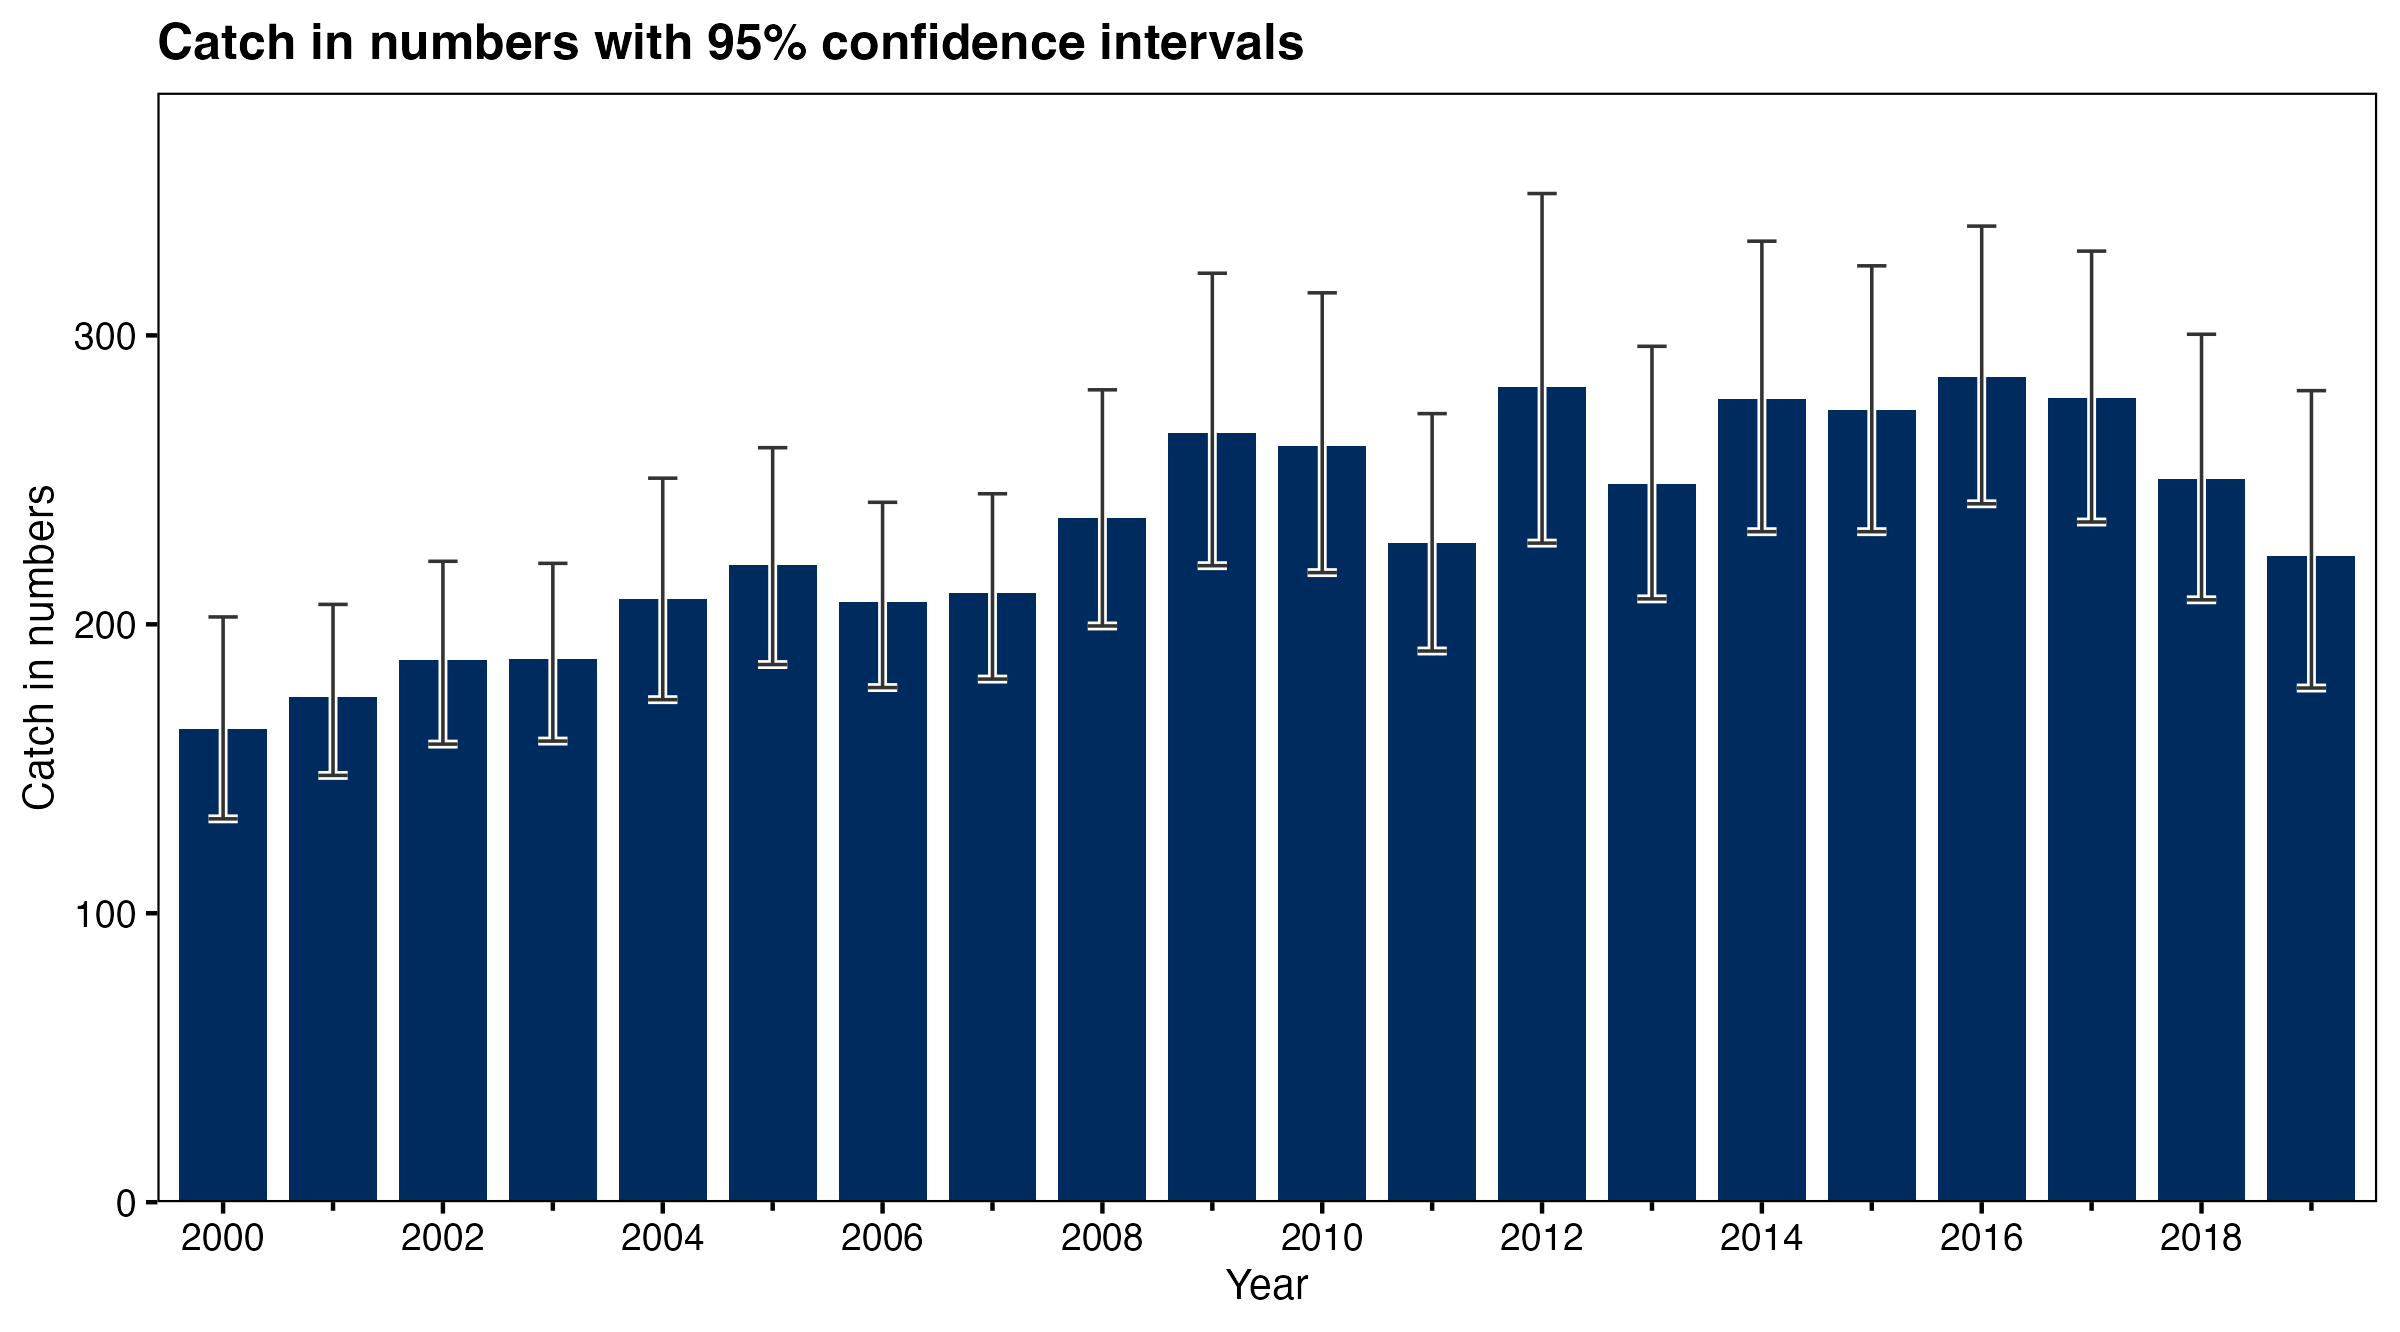 Catch in numbers with 95% confidence intervals
Catch in numbers
300
200
100
0
2000 2002 2004 2006 2008 2010 2012 2014 2016 2018
Year